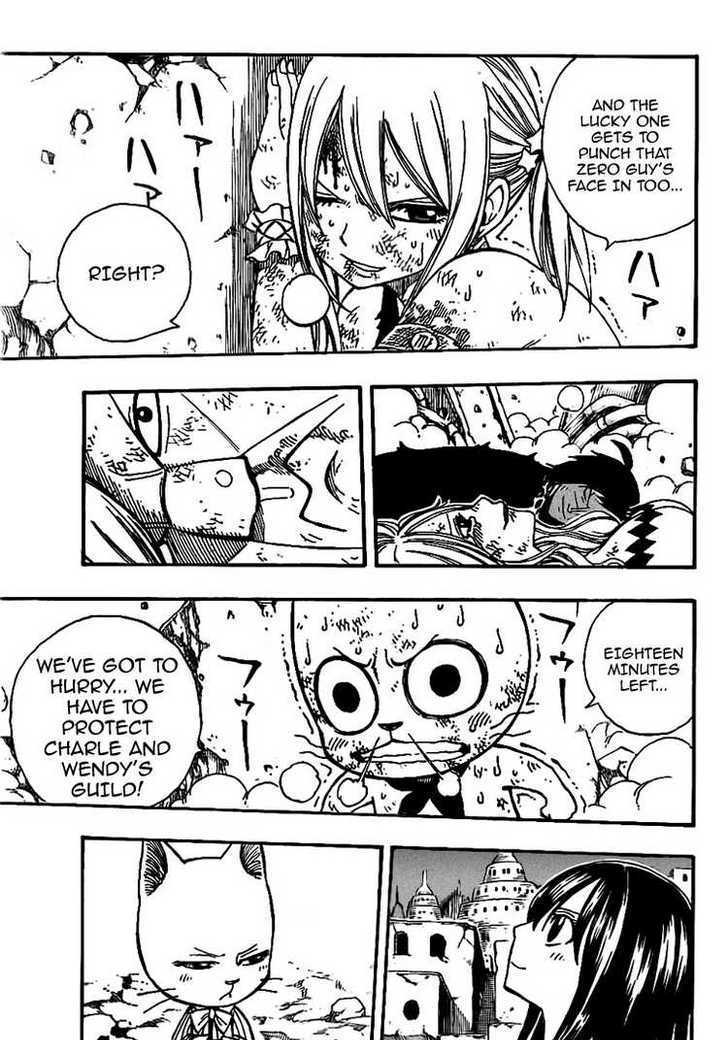 AND THE
LUCKY ONE
GETS TO
PUNCH THAT
ZERO GUY'S
FACE IN TOO...
ハァ
ハァ
RIGHT?
EIGHTEEN
MINUTES
LEFT...
フゥー
フゥー
WE'VE GOT TO
HURRY... WE
HAVE TO
PROTECT
CHARLE AND
WENDY'S
GUILD!